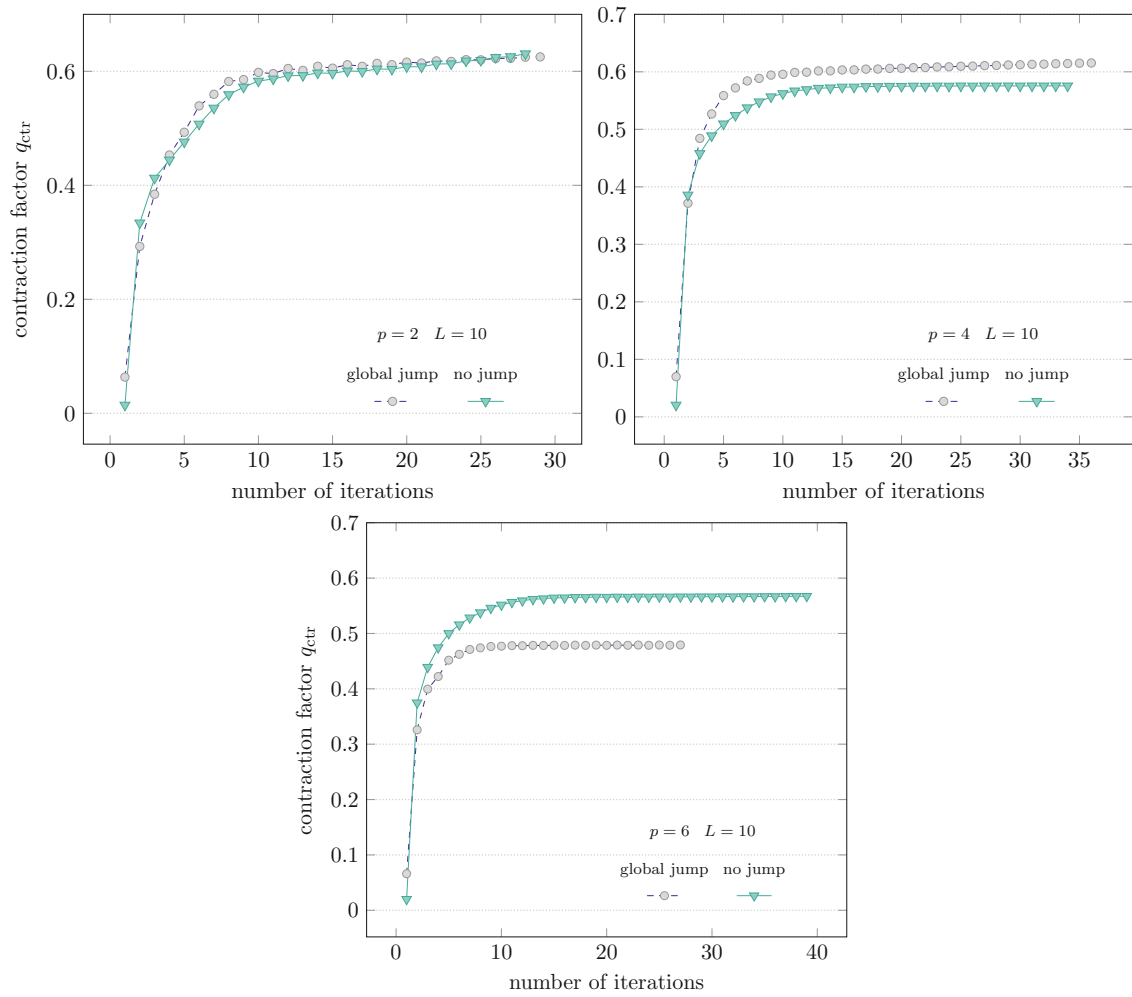 0.6
0.4
0.2
0
contraction factor q_ctr
p = 2 L = 10
global jump no jump
0 5 10 15 20 25 30
number of iterations
0.7
0.6
0.5
0.4
0.3
0.2
0.1
0
p = 4 L = 10
global jump no jump
0 5 10 15 20 25 30 35
number of iterations
0.7
0.6
0.5
0.4
0.3
0.2
0.1
0
contraction factor q_ctr
p = 6 L = 10
global jump no jump
0 10 20 30 40
number of iterations